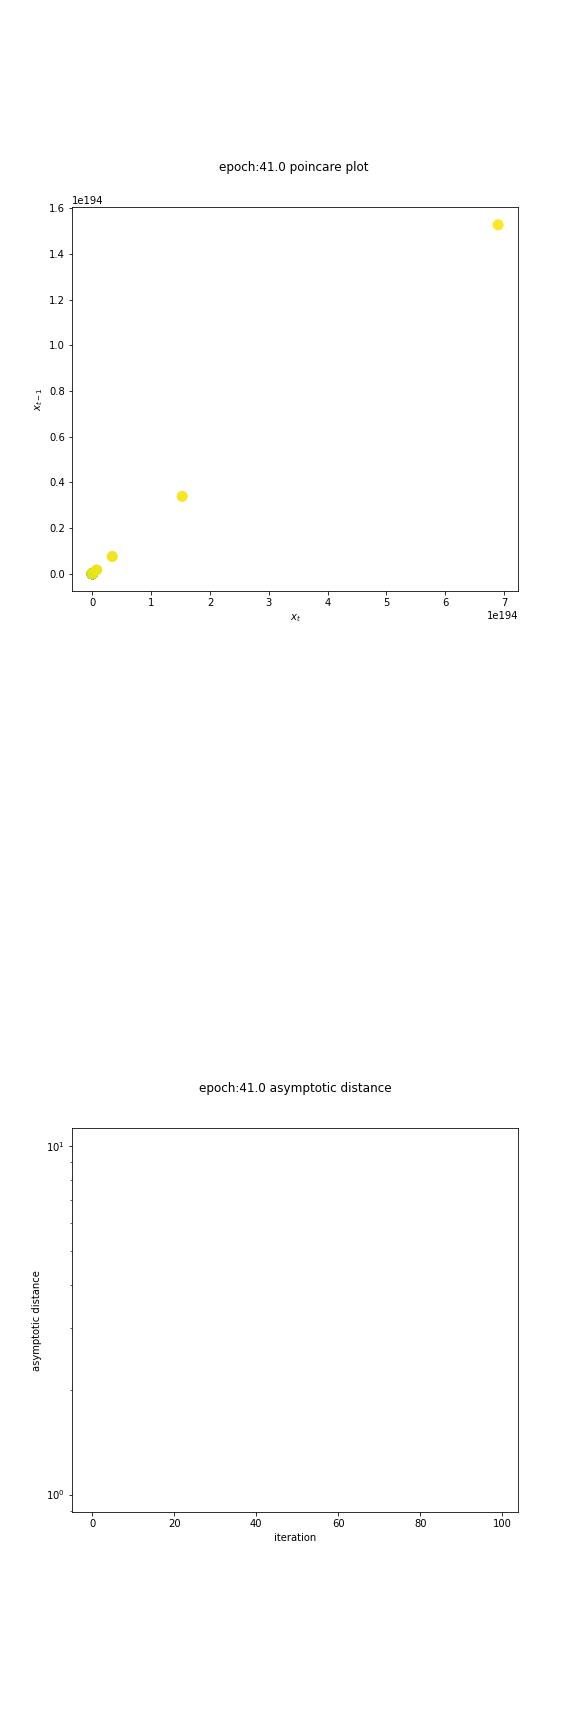 epoch:41.0 poincare plot
1e194
1.6
1.4
1.2
1.0
0.8
0.6
0.4
0.2
0.0
x_{t-1}
0 1 2 3 4 5 6 7
x_t
1e194
epoch:41.0 asymptotic distance
10^1
10^0
asymptotic distance
0 20 40 60 80 100
iteration